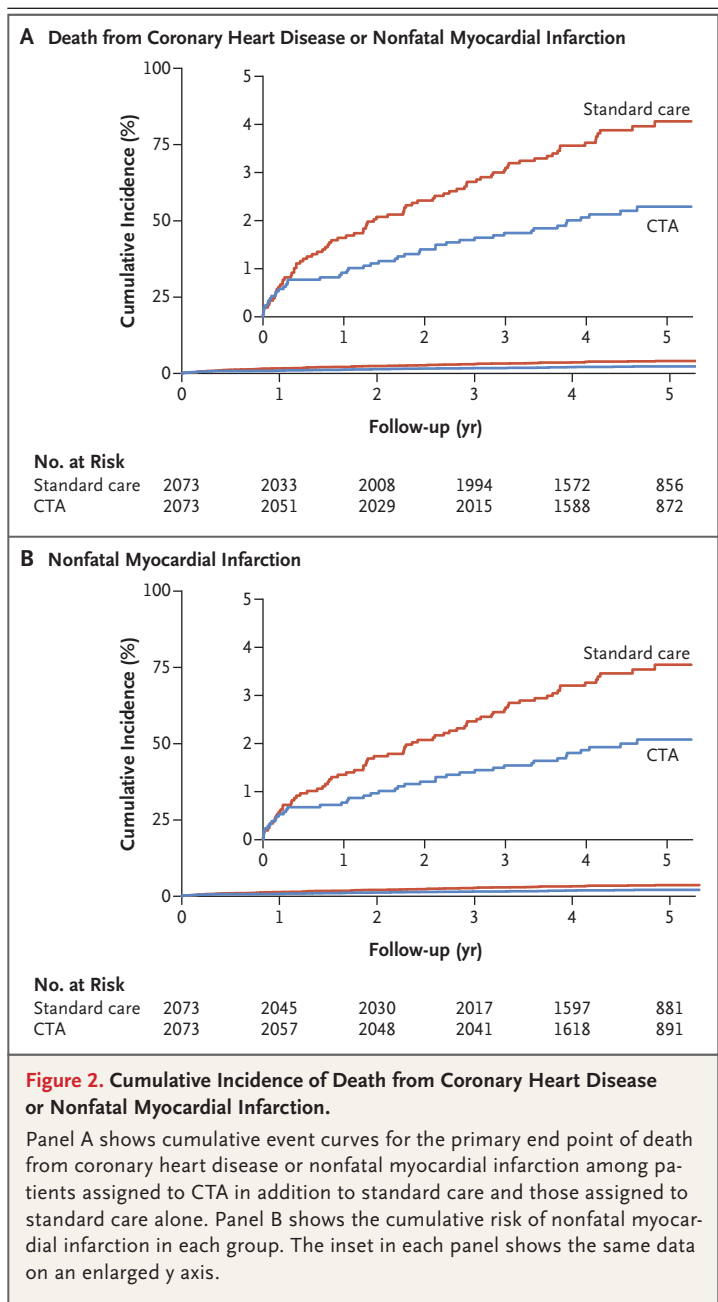 A Death from Coronary Heart Disease or Nonfatal Myocardial Infarction
Cumulative Incidence (%)
100
75
50
25
0
5
4
3
2
1
0
Standard care
CTA
0 1 2 3 4 5
0 1 2 3 4 5
Follow-up (yr)
No. at Risk
Standard care 2073 2033 2008 1994 1572 856
CTA 2073 2051 2029 2015 1588 872
B Nonfatal Myocardial Infarction
Cumulative Incidence (%)
100
75
50
25
0
5
4
3
2
1
0
Standard care
CTA
0 1 2 3 4 5
0 1 2 3 4 5
Follow-up (yr)
No. at Risk
Standard care 2073 2045 2030 2017 1597 881
CTA 2073 2057 2048 2041 1618 891
Figure 2. Cumulative Incidence of Death from Coronary Heart Disease
or Nonfatal Myocardial Infarction.
Panel A shows cumulative event curves for the primary end point of death
from coronary heart disease or nonfatal myocardial infarction among pa-
tients assigned to CTA in addition to standard care and those assigned to
standard care alone. Panel B shows the cumulative risk of nonfatal myocar-
dial infarction in each group. The inset in each panel shows the same data
on an enlarged y axis.